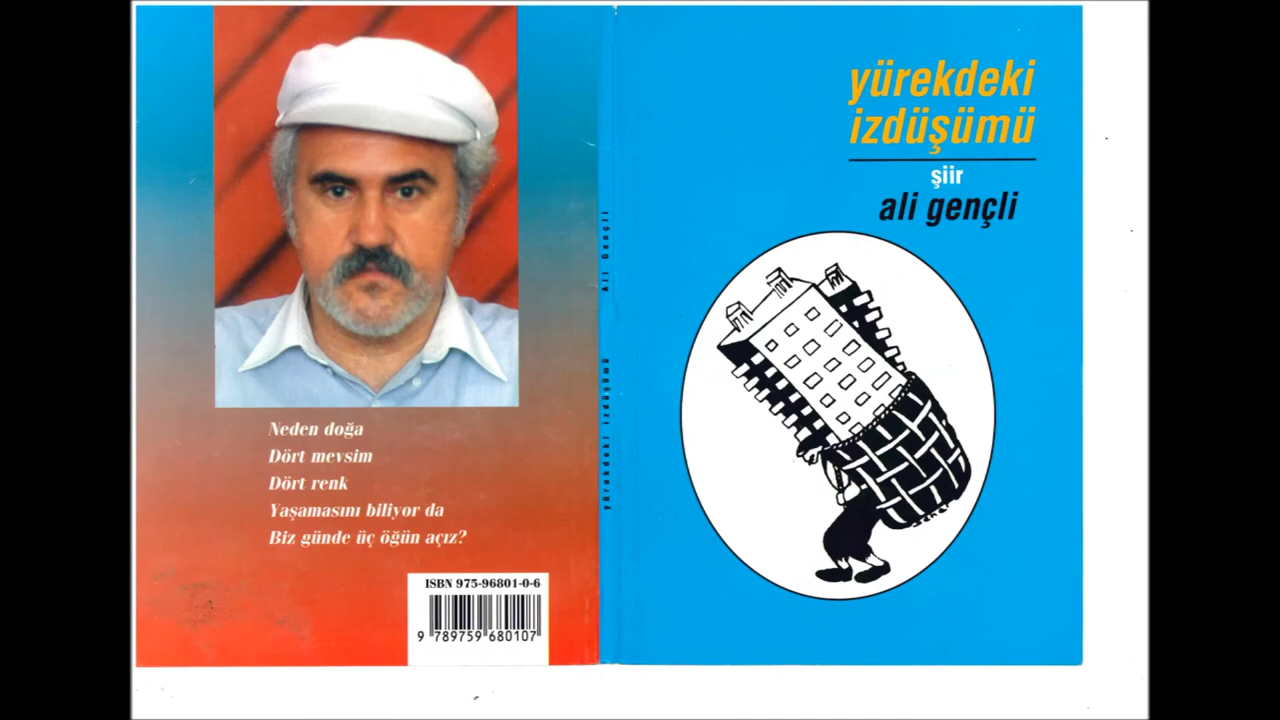 Neden doğa
Dört mevsim
Dört renk
Yaşamasını biliyor da
Biz günde üç öğün açız?
ISBN 975-96801-0-6
9 789759 680107
yürekdeki izdüşümü Ali Gençli
yürekdeki
izdüşümü
şiir
ali gençli